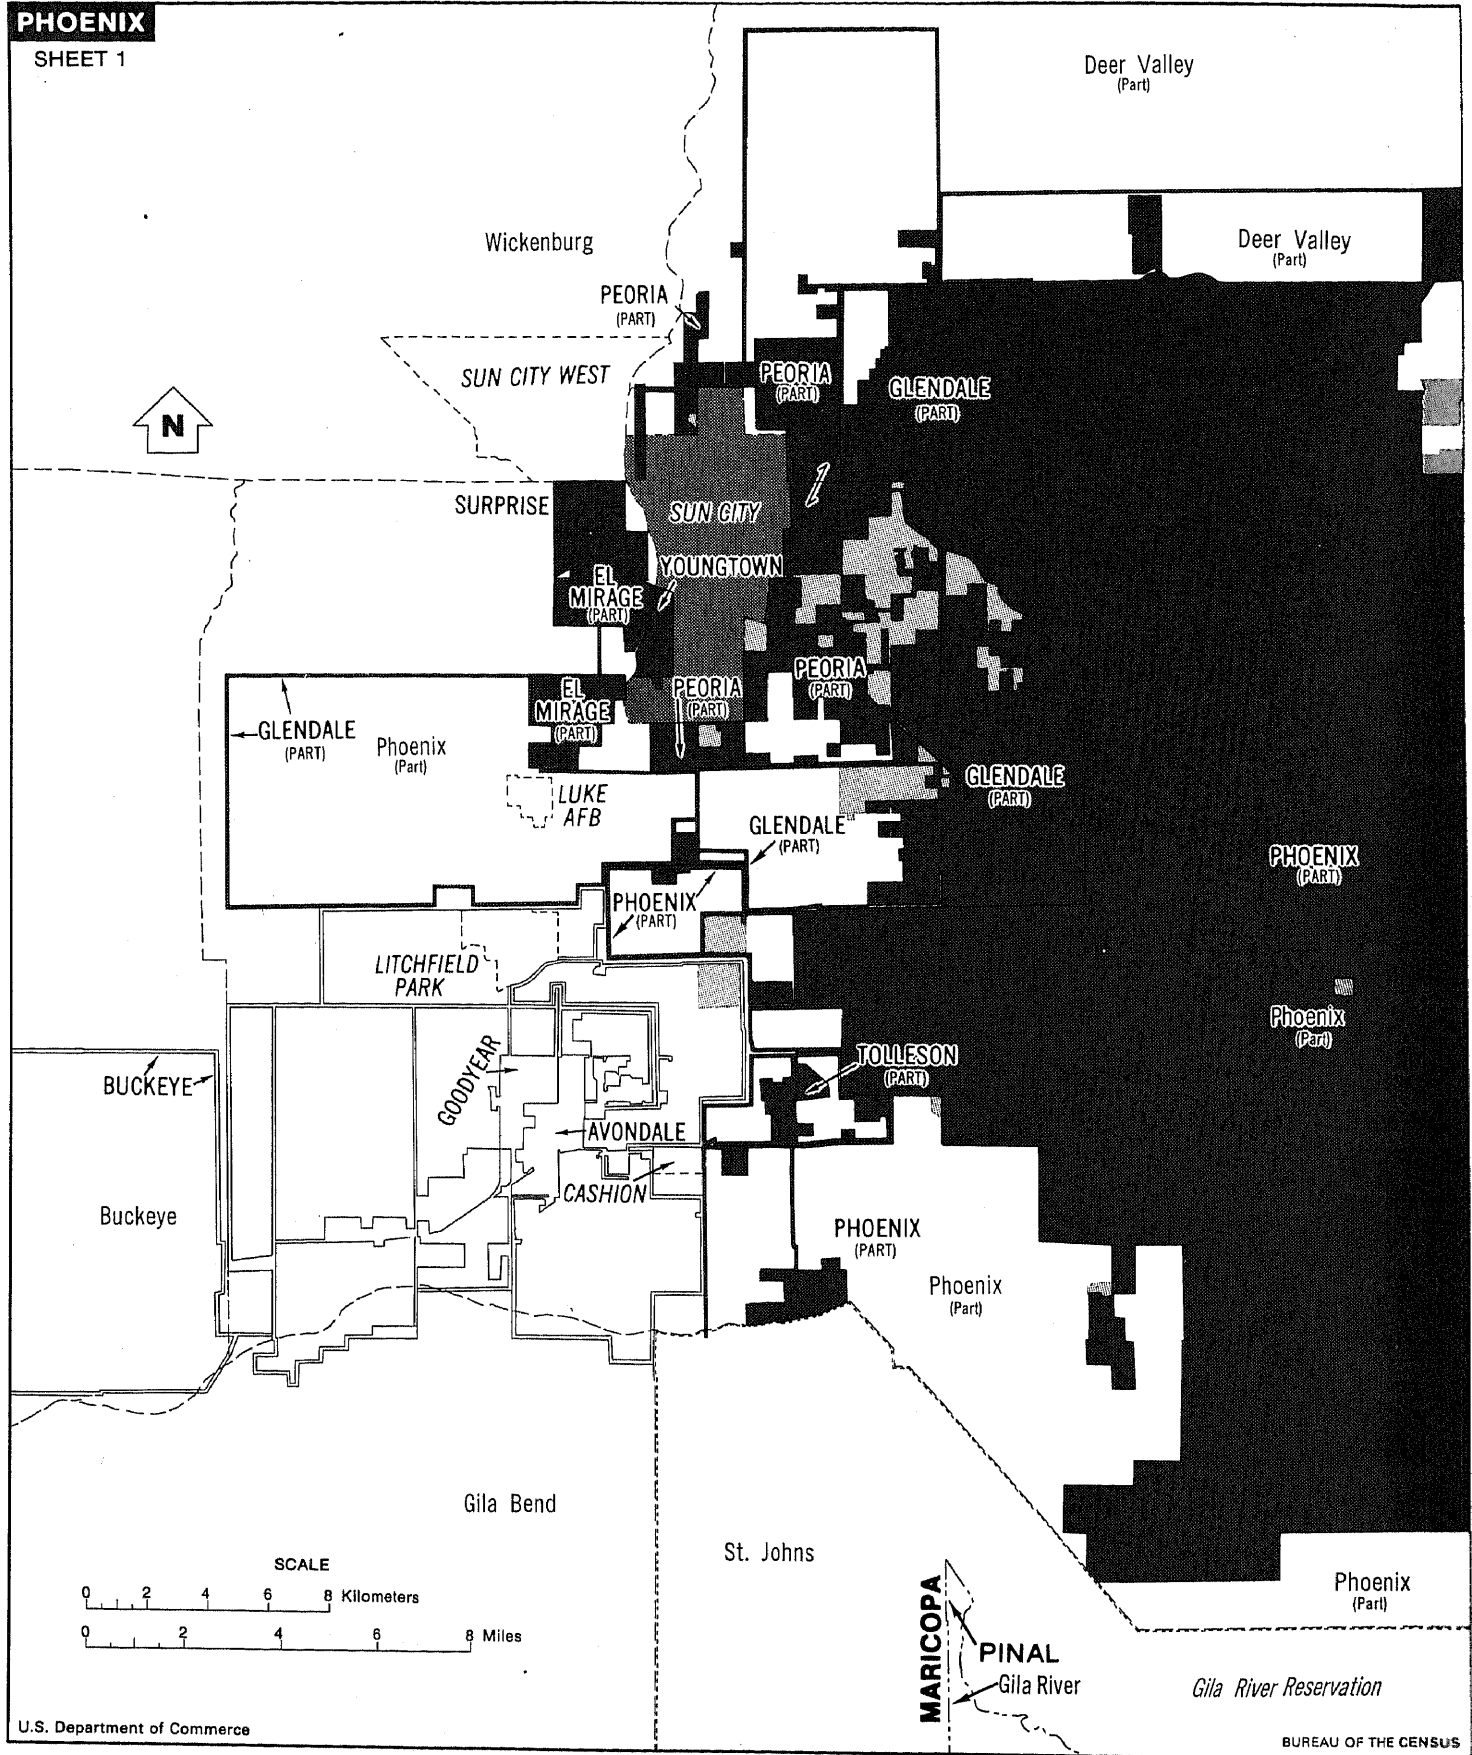 PHOENIX
SHEET 1
Deer Valley
(Part)
Wickenburg
Deer Valley
(Part)
PEORIA
(PART)
SUN CITY WEST
PEORIA
(PART)
GLENDALE
(PART)
N
SURPRISE
SUN CITY
YOUNGTOWN
EL
MIRAGE
(PART)
PEORIA
(PART)
EL
MIRAGE
(PART)
PEORIA
(PART)
GLENDALE
(PART)
Phoenix
(Part)
GLENDALE
(PART)
LUKE
AFB
GLENDALE
(PART)
PHOENIX
(PART)
PHOENIX
(PART)
LITCHFIELD
PARK
Phoenix
(Part)
GOODYEAR
TOLLESON
(PART)
BUCKEYE
AVONDALE
CASHION
Buckeye
PHOENIX
(PART)
Phoenix
(Part)
Gila Bend
St. Johns
SCALE
0 2 4 6 8 Kilometers
0 2 4 6 8 Miles
Phoenix
(Part)
MARICOPA
PINAL
Gila River
Gila River Reservation
U.S. Department of Commerce
BUREAU OF THE CENSUS